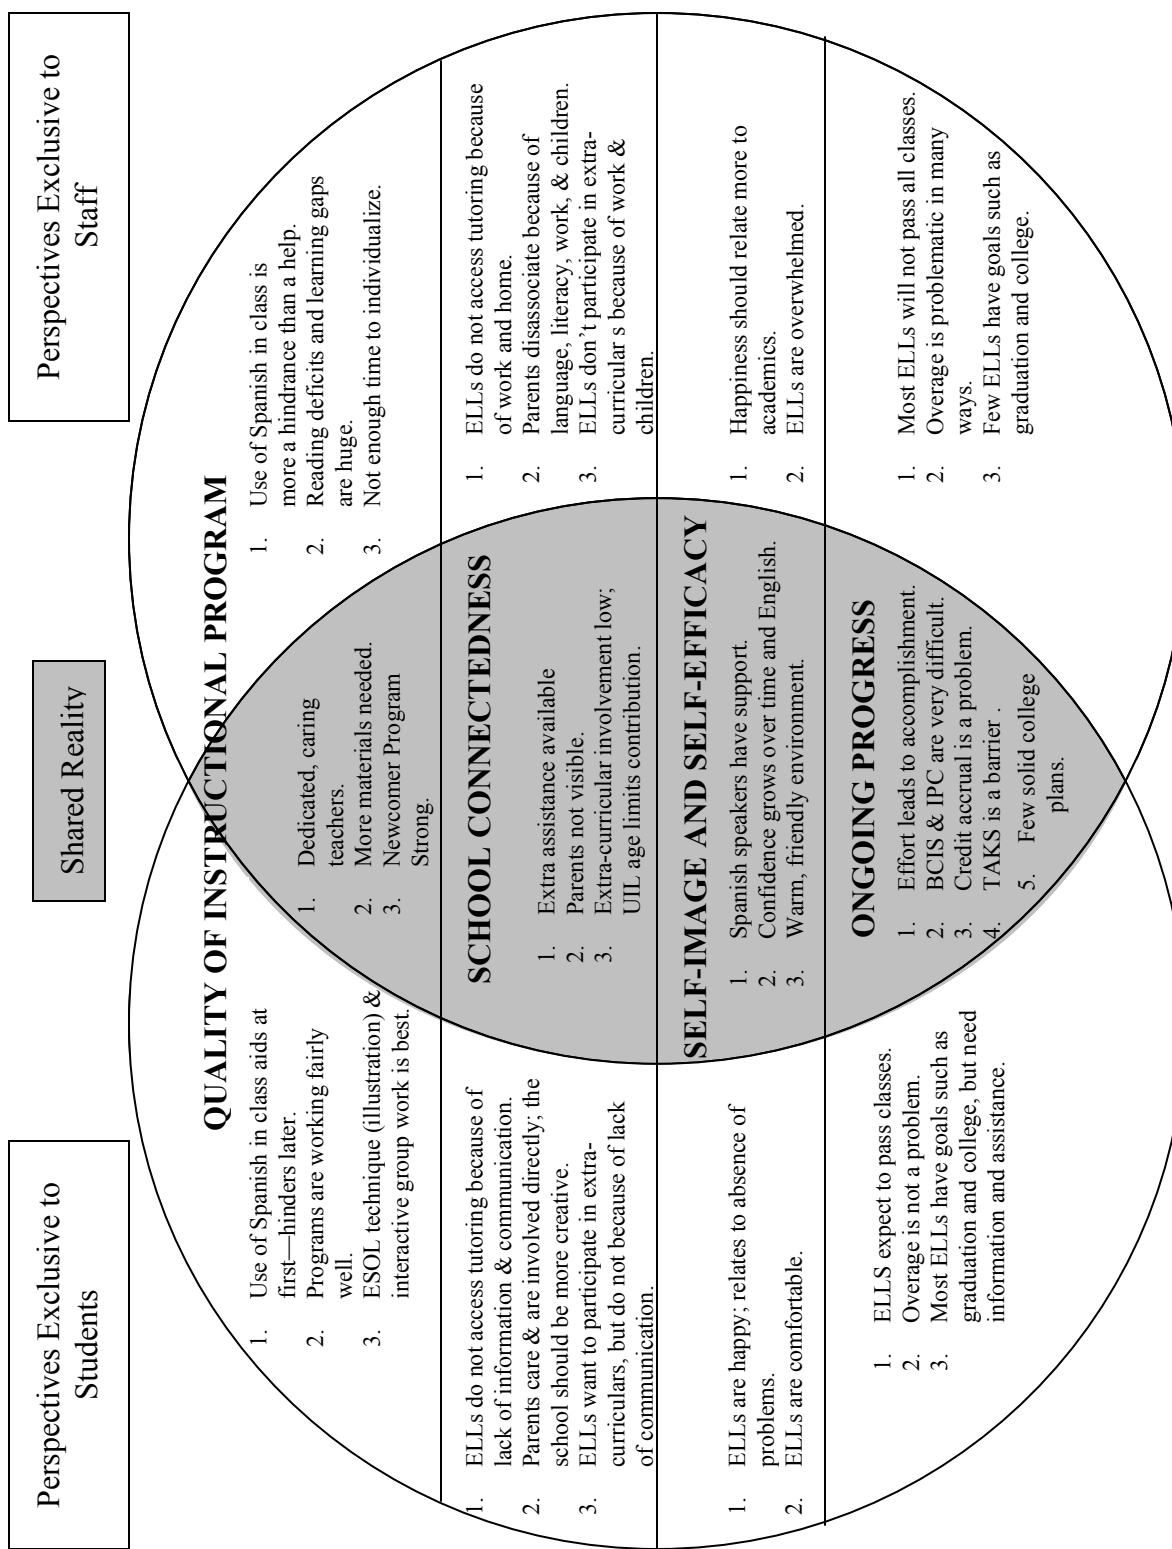 Perspectives Exclusive to
Students
Shared Reality
Perspectives Exclusive to
Staff
QUALITY OF INSTRUCTIONAL PROGRAM
1. Use of Spanish in class aids at
first—hinders later.
2. Programs are working fairly
well.
3. ESOL technique (illustration) &
interactive group work is best.
1. Dedicated, caring
teachers.
2. More materials needed.
3. Newcomer Program
Strong.
1. Use of Spanish in class is
more a hindrance than a help.
2. Reading deficits and learning gaps
are huge.
3. Not enough time to individualize.
SCHOOL CONNECTEDNESS
1. ELLs do not access tutoring because of
lack of information & communication.
2. Parents care & are involved directly; the
school should be more creative.
3. ELLs want to participate in extra-
curriculars, but do not because of lack
of communication.
1. Extra assistance available
2. Parents not visible.
3. Extra-curricular involvement low;
UIL age limits contribution.
1. ELLs do not access tutoring because
of work and home.
2. Parents disassociate because of
language, literacy, work, & children.
3. ELLs don't participate in extra-
curricular s because of work &
children.
SELF-IMAGE AND SELF-EFFICACY
1. ELLs are happy; relates to absence of
problems.
2. ELLs are comfortable.
1. Spanish speakers have support.
2. Confidence grows over time and English.
3. Warm, friendly environment.
1. Happiness should relate more to
academics.
2. ELLs are overwhelmed.
ONGOING PROGRESS
1. ELLS expect to pass classes.
2. Overage is not a problem.
3. Most ELLs have goals such as
graduation and college, but need
information and assistance.
1. Effort leads to accomplishment.
2. BCIS & IPC are very difficult.
3. Credit accrual is a problem.
4. TAKS is a barrier .
5. Few solid college
plans.
1. Most ELLs will not pass all classes.
2. Overage is problematic in many
ways.
3. Few ELLs have goals such as
graduation and college.